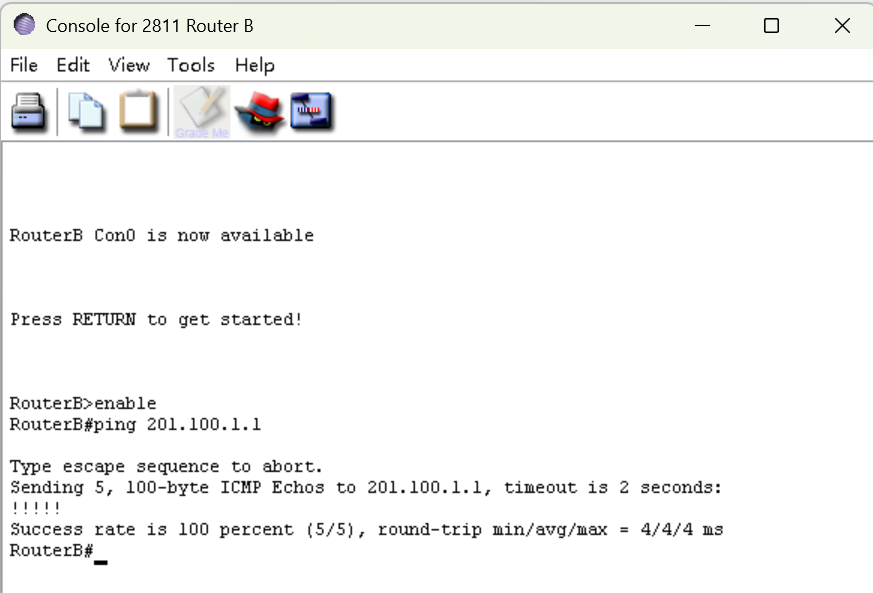 Console for 2811 Router B
File Edit View Tools Help
Grade Me
RouterB Con0 is now available
Press RETURN to get started!
RouterB>enable
RouterB#ping 201.100.1.1
Type escape sequence to abort.
Sending 5, 100-byte ICMP Echos to 201.100.1.1, timeout is 2 seconds:
!!!!!
Success rate is 100 percent (5/5), round-trip min/avg/max = 4/4/4 ms
RouterB#